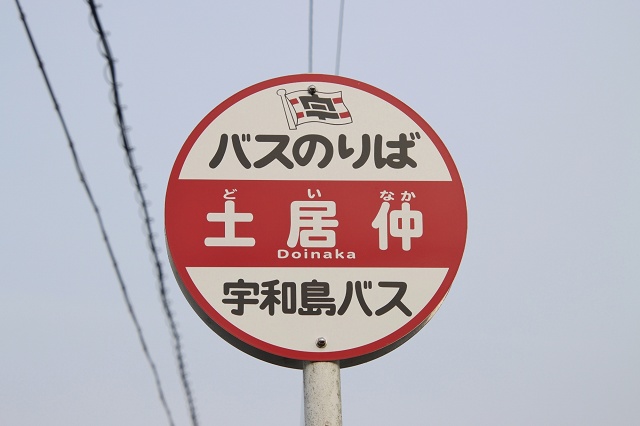 バスのりば
ど い なか
土居仲
Doinaka
宇和島バス